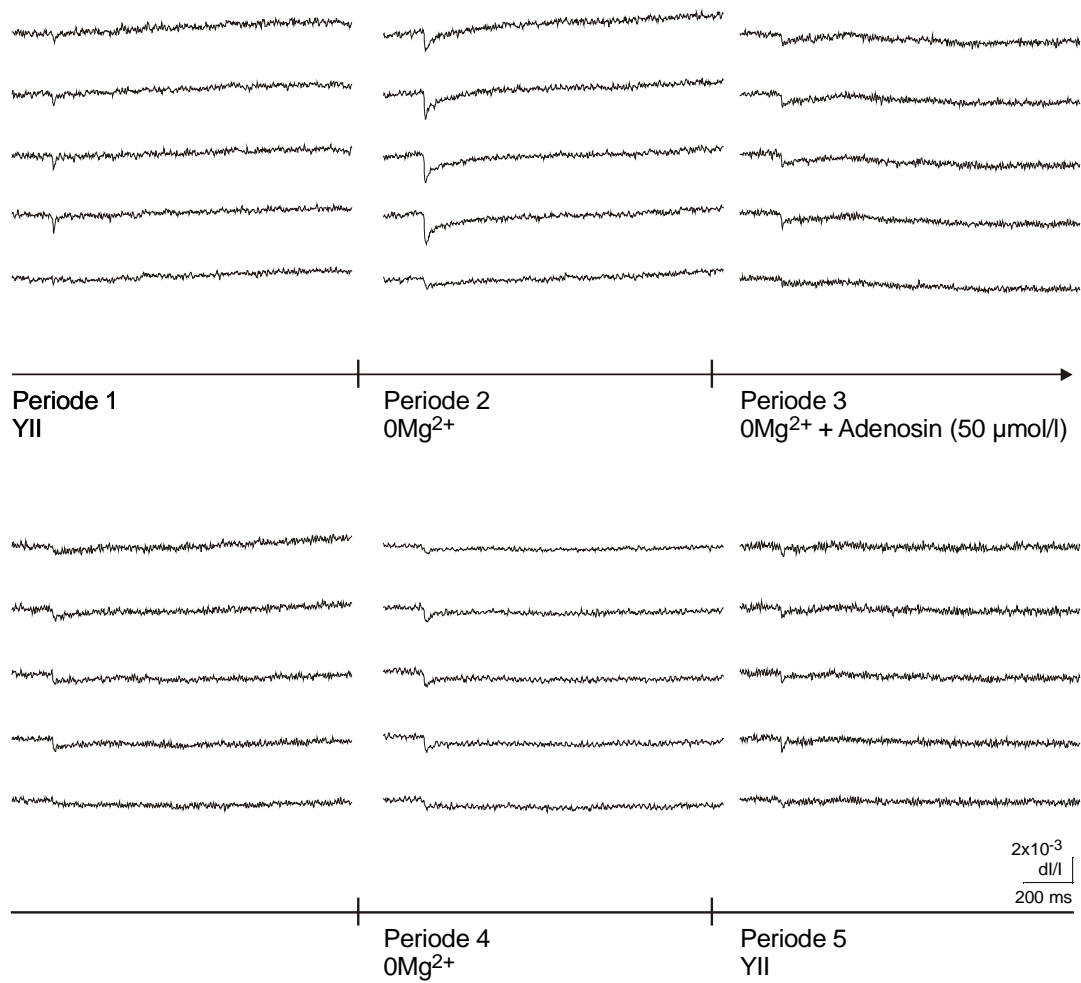 Periode 1
YII
Periode 2
0Mg2+
Periode 3
0Mg2+ + Adenosin (50 µmol/l)
2x10-3
dI/I
200 ms
Periode 4
0Mg2+
Periode 5
YII